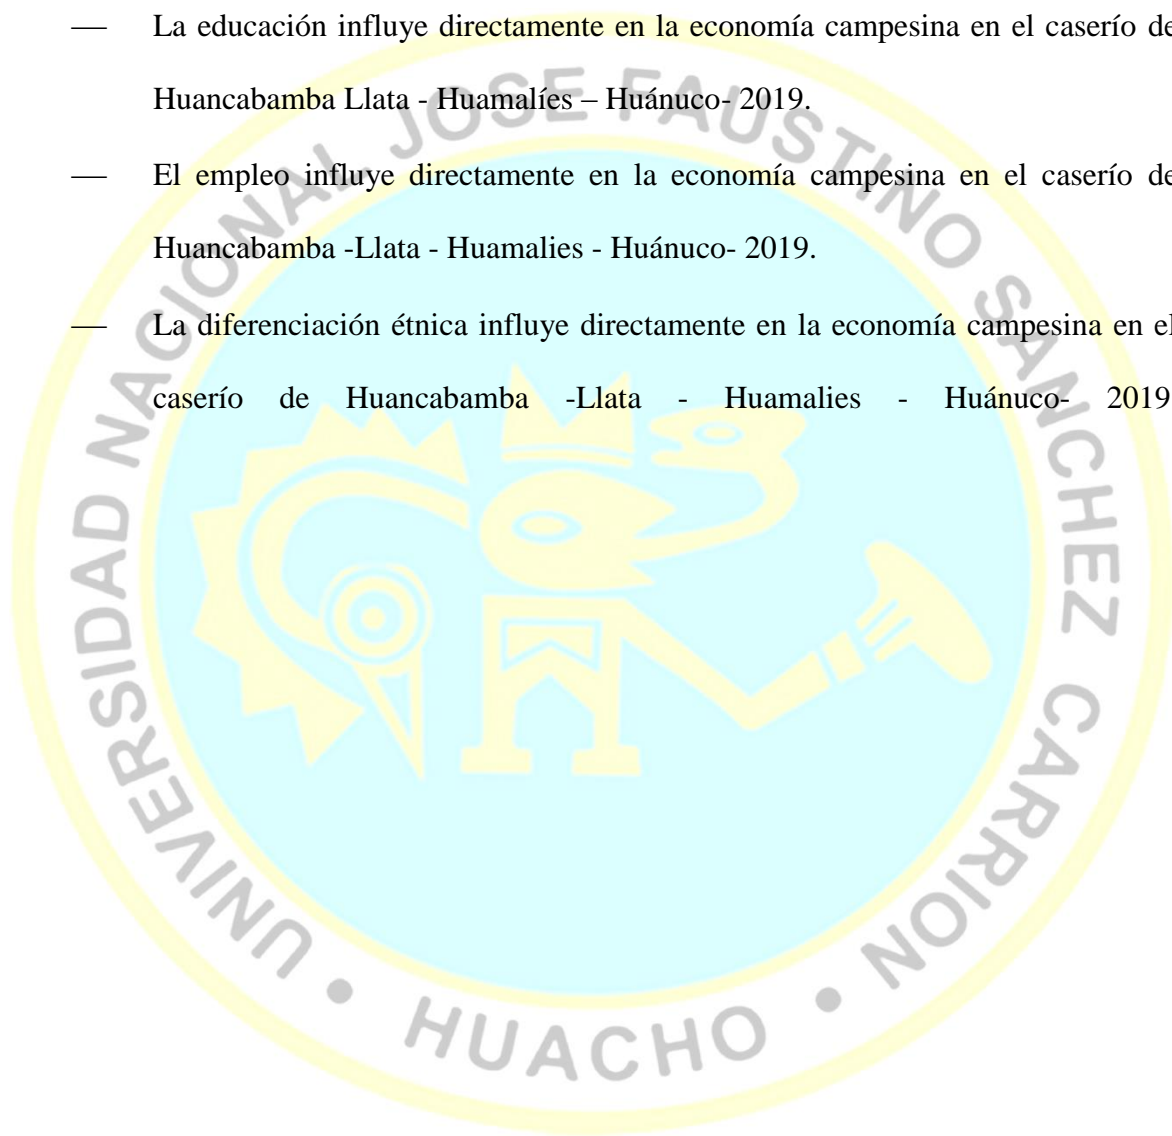 — La educación influye directamente en la economía campesina en el caserío de
Huancabamba Llata - Huamalíes – Huánuco- 2019.
— El empleo influye directamente en la economía campesina en el caserío de
Huancabamba -Llata - Huamalies - Huánuco- 2019.
— La diferenciación étnica influye directamente en la economía campesina en el
caserío de Huancabamba -Llata - Huamalies - Huánuco- 2019
UNIVERSIDAD NACIONAL JOSE FAUSTINO SANCHEZ CARRION • HUACHO •